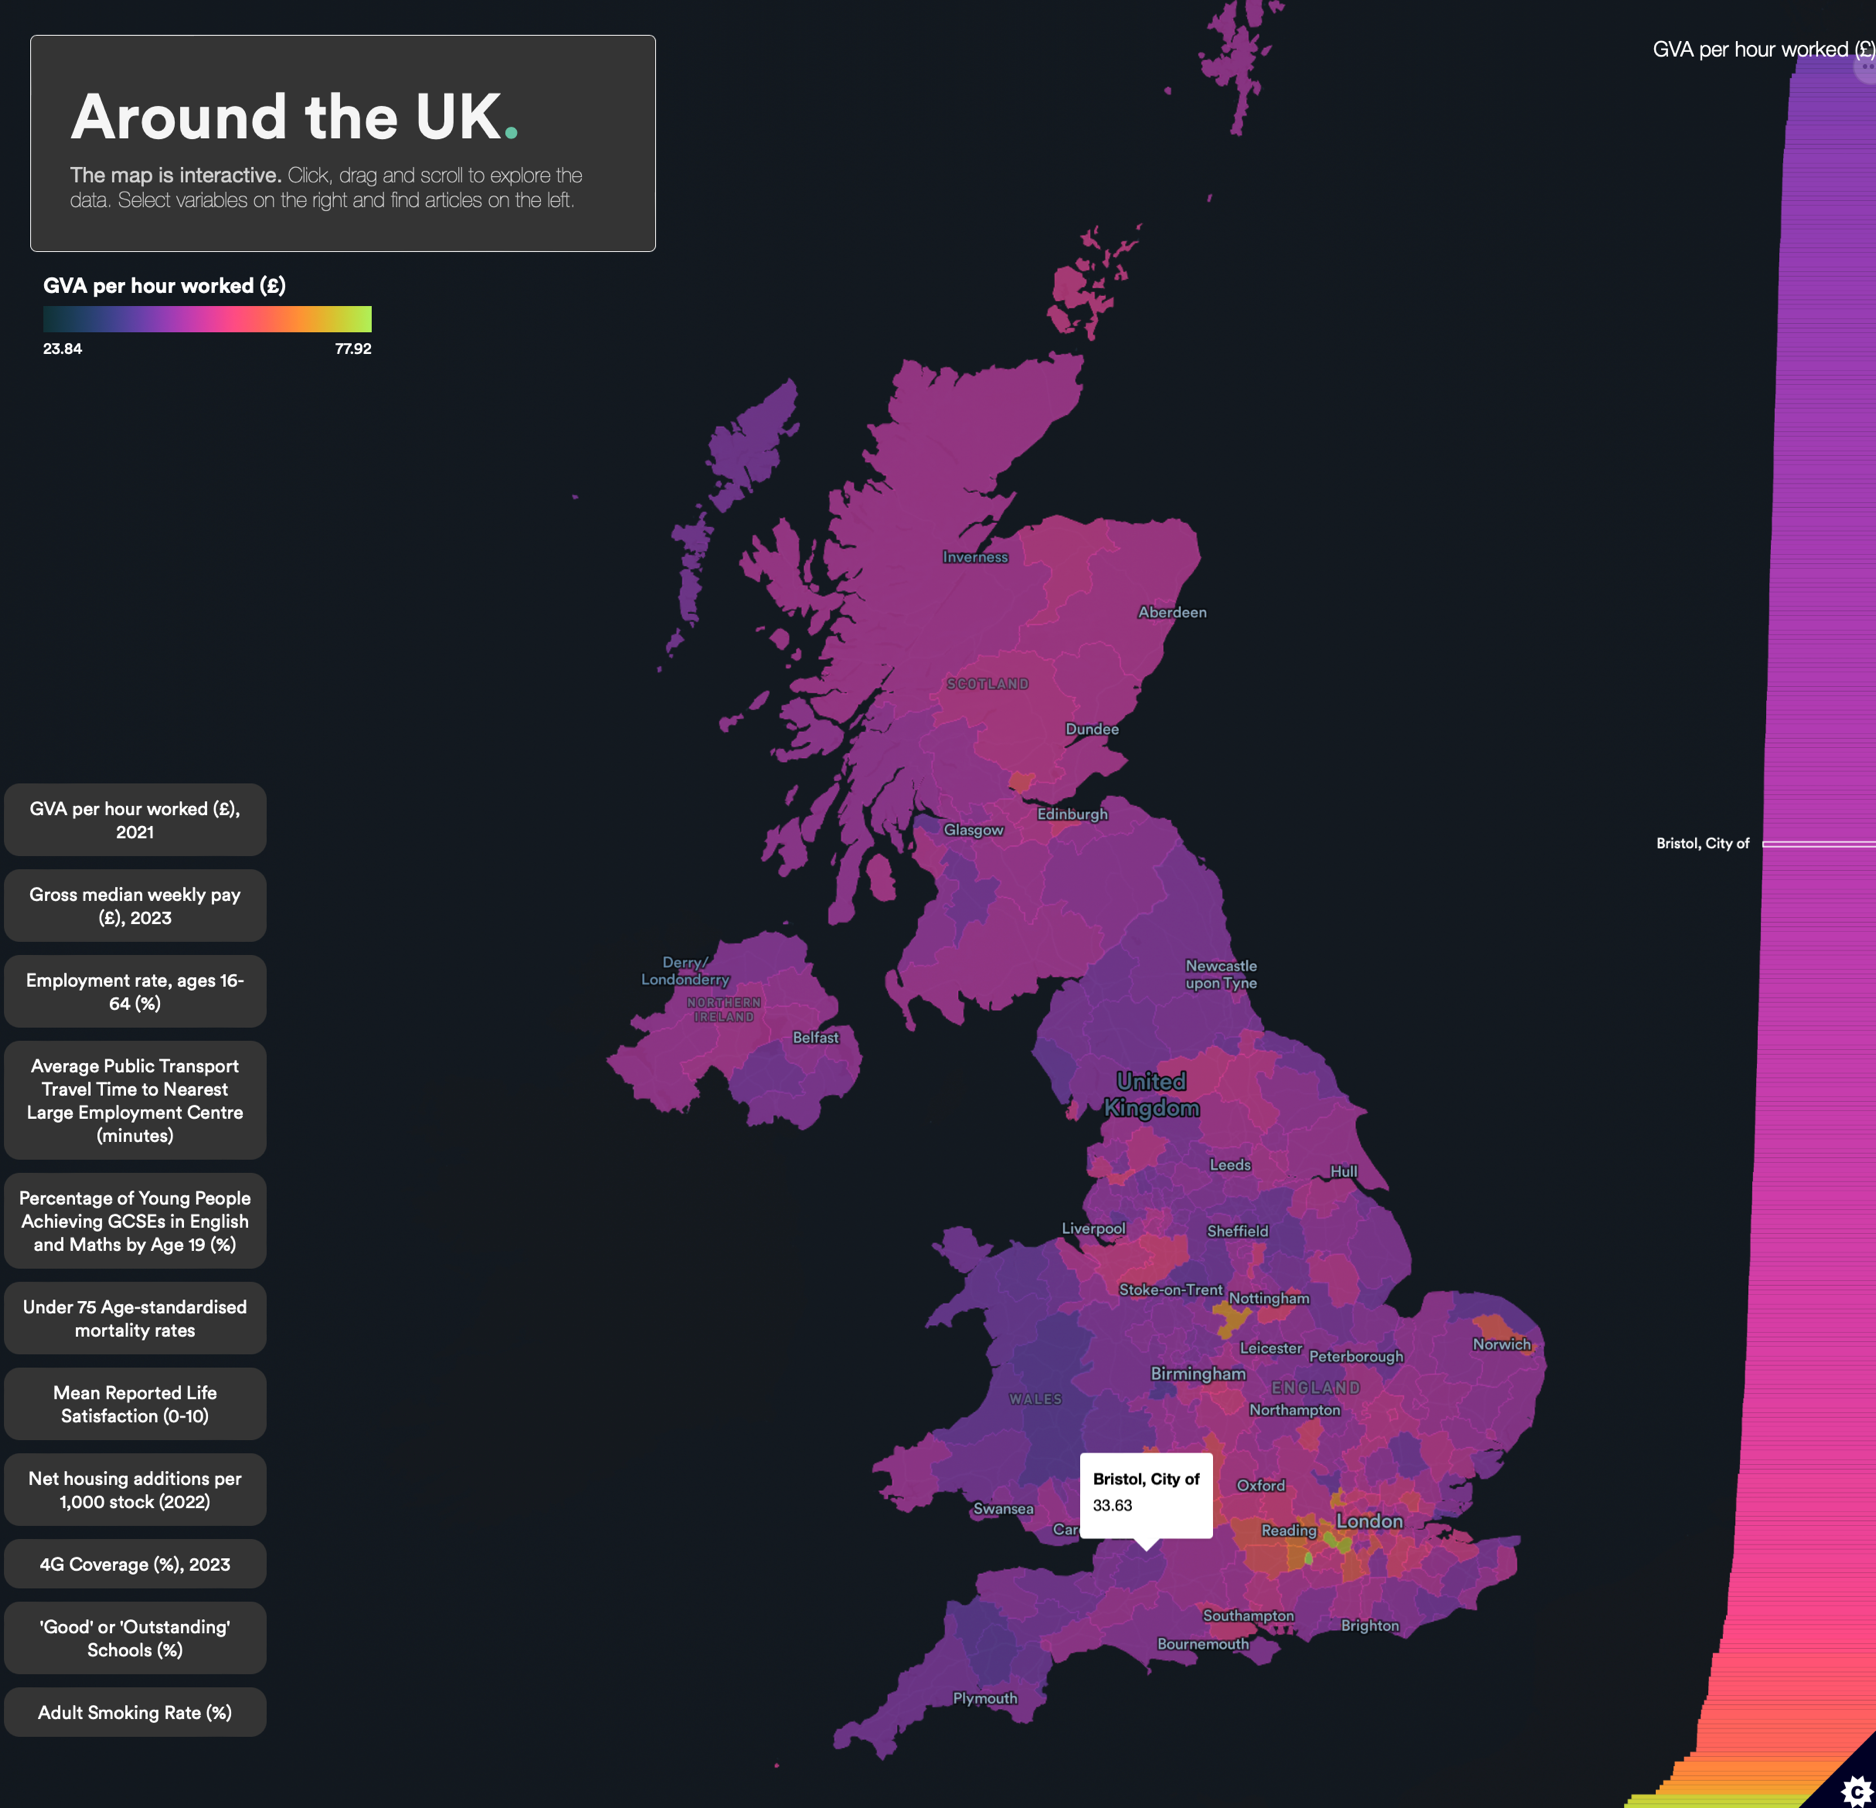 Around the UK.
The map is interactive. Click, drag and scroll to explore the
data. Select variables on the right and find articles on the left.
GVA per hour worked (£)
23.84
77.92
GVA per hour worked (£)
GVA per hour worked (£),
2021
Gross median weekly pay
(£), 2023
Employment rate, ages 16-
64 (%)
Average Public Transport
Travel Time to Nearest
Large Employment Centre
(minutes)
Percentage of Young People
Achieving GCSEs in English
and Maths by Age 19 (%)
Under 75 Age-standardised
mortality rates
Mean Reported Life
Satisfaction (0-10)
Net housing additions per
1,000 stock (2022)
4G Coverage (%), 2023
'Good' or 'Outstanding'
Schools (%)
Adult Smoking Rate (%)
Inverness
Aberdeen
SCOTLAND
Dundee
Edinburgh
Glasgow
Derry/
Londonderry
NORTHERN
IRELAND
Belfast
Newcastle
upon Tyne
United
Kingdom
Leeds
Hull
Liverpool
Sheffield
Stoke-on-Trent
Nottingham
Norwich
Leicester
Peterborough
Birmingham
ENGLAND
WALES
Northampton
Bristol, City of
33.63
Oxford
Swansea
Car
Reading
London
Southampton
Brighton
Bournemouth
Plymouth
Bristol, City of
C